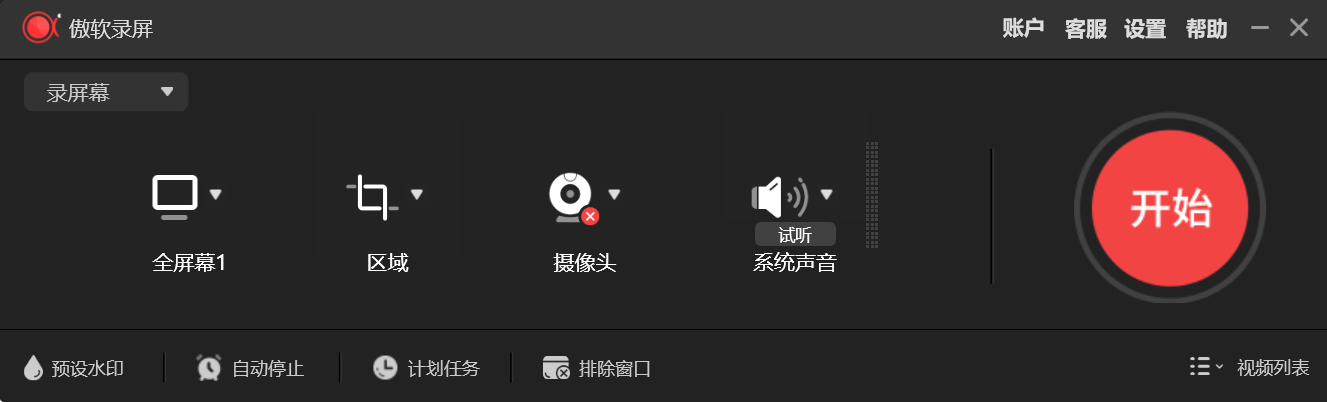 傲软录屏
账户 客服 设置 帮助
录屏幕
开始
试听
全屏幕1 区域 摄像头 系统声音
预设水印 自动停止 计划任务 排除窗口 视频列表